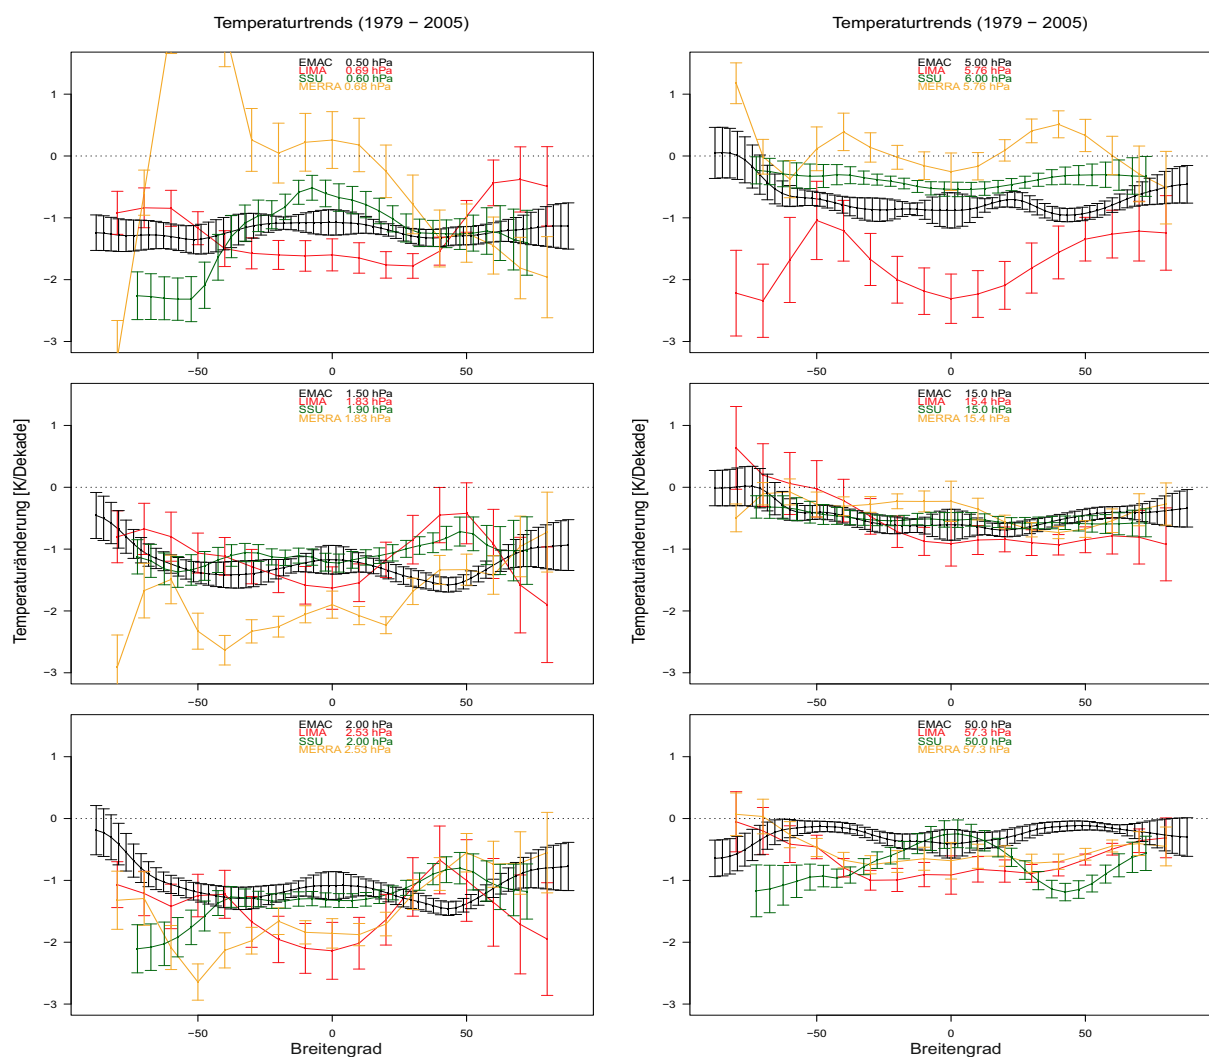 Temperaturtrends (1979 − 2005)
EMAC 0.50 hPa
LIMA 0.69 hPa
SSU 0.60 hPa
MERRA 0.68 hPa
1
0
−1
−2
−3
−50
0
50
EMAC 1.50 hPa
LIMA 1.83 hPa
SSU 1.90 hPa
MERRA 1.83 hPa
1
0
−1
−2
−3
−50
0
50
Temperaturänderung [K/Dekade]
EMAC 2.00 hPa
LIMA 2.53 hPa
SSU 2.00 hPa
MERRA 2.53 hPa
1
0
−1
−2
−3
−50
0
50
Breitengrad
Temperaturtrends (1979 − 2005)
EMAC 5.00 hPa
LIMA 5.76 hPa
SSU 6.00 hPa
MERRA 5.76 hPa
1
0
−1
−2
−3
−50
0
50
EMAC 15.0 hPa
LIMA 15.4 hPa
SSU 15.0 hPa
MERRA 15.4 hPa
1
0
−1
−2
−3
−50
0
50
Temperaturänderung [K/Dekade]
EMAC 50.0 hPa
LIMA 57.3 hPa
SSU 50.0 hPa
MERRA 57.3 hPa
1
0
−1
−2
−3
−50
0
50
Breitengrad